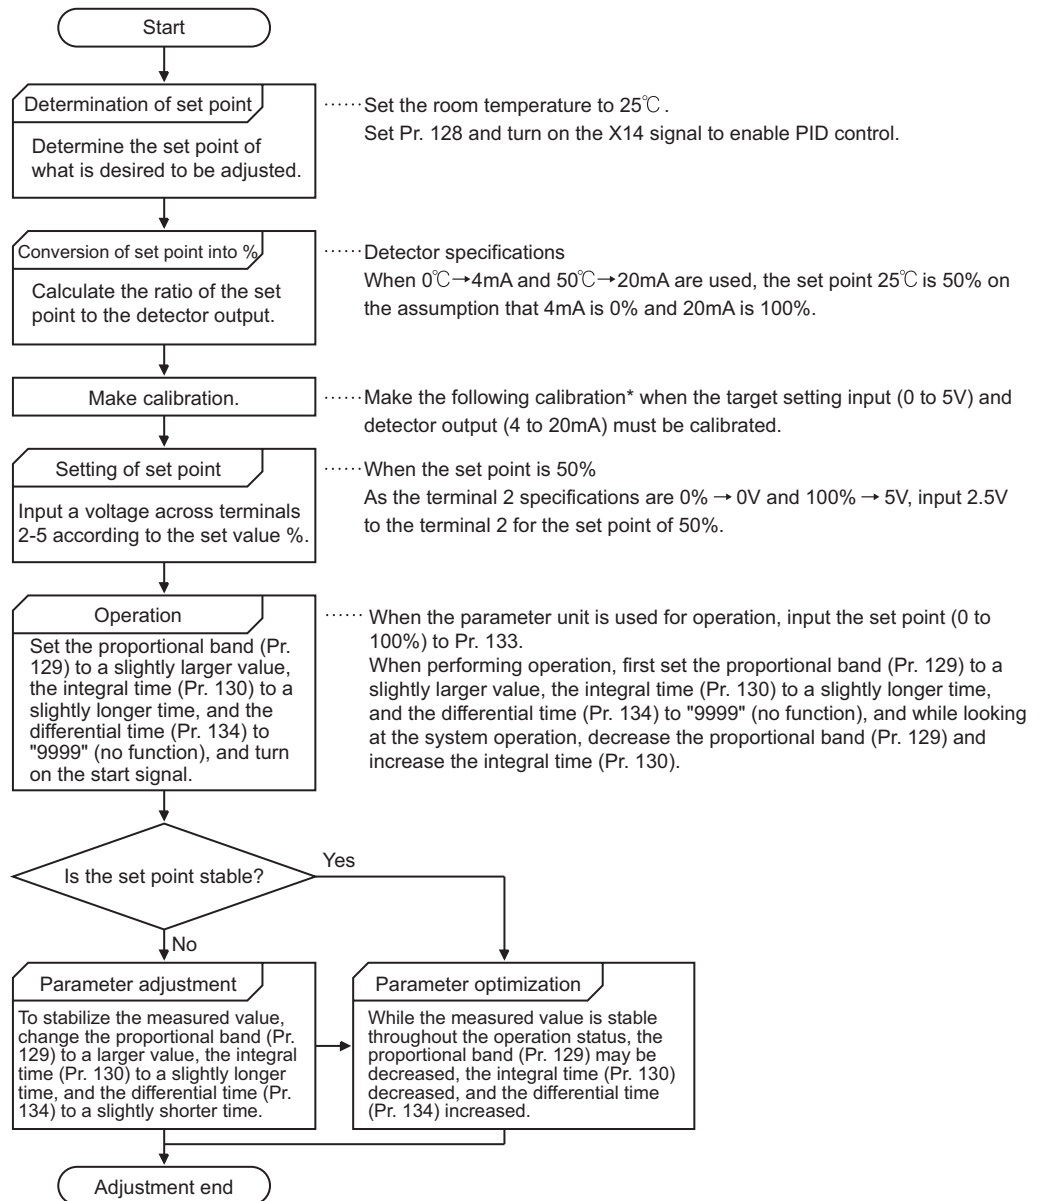 Start
Determination of set point
Determine the set point of
what is desired to be adjusted.
······Set the room temperature to 25℃.
Set Pr. 128 and turn on the X14 signal to enable PID control.
Conversion of set point into %
Calculate the ratio of the set
point to the detector output.
······Detector specifications
When 0℃→4mA and 50℃→20mA are used, the set point 25℃ is 50% on
the assumption that 4mA is 0% and 20mA is 100%.
Make calibration.
······Make the following calibration* when the target setting input (0 to 5V) and
detector output (4 to 20mA) must be calibrated.
Setting of set point
Input a voltage across terminals
2-5 according to the set value %.
······When the set point is 50%
As the terminal 2 specifications are 0% → 0V and 100% → 5V, input 2.5V
to the terminal 2 for the set point of 50%.
Operation
Set the proportional band (Pr.
129) to a slightly larger value,
the integral time (Pr. 130) to a
slightly longer time, and the
differential time (Pr. 134) to
"9999" (no function), and turn
on the start signal.
······ When the parameter unit is used for operation, input the set point (0 to
100%) to Pr. 133.
When performing operation, first set the proportional band (Pr. 129) to a
slightly larger value, the integral time (Pr. 130) to a slightly longer time,
and the differential time (Pr. 134) to "9999" (no function), and while looking
at the system operation, decrease the proportional band (Pr. 129) and
increase the integral time (Pr. 130).
Is the set point stable?
Yes
No
Parameter adjustment
To stabilize the measured value,
change the proportional band (Pr.
129) to a larger value, the integral
time (Pr. 130) to a slightly longer
time, and the differential time (Pr.
134) to a slightly shorter time.
Parameter optimization
While the measured value is stable
throughout the operation status, the
proportional band (Pr. 129) may be
decreased, the integral time (Pr. 130)
decreased, and the differential time
(Pr. 134) increased.
Adjustment end